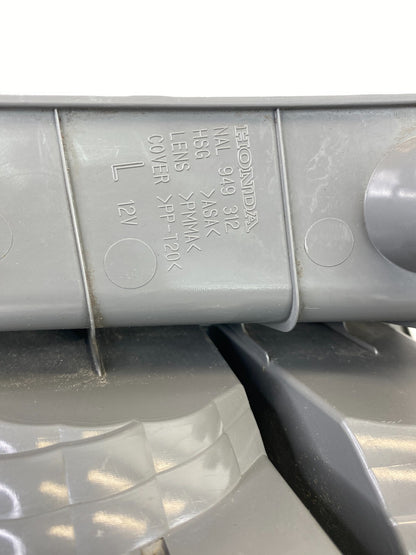 HONDA
NAL 949 312
HSG >ASA<
LENS >PMMA<
COVER >PP-T20<
L 12V